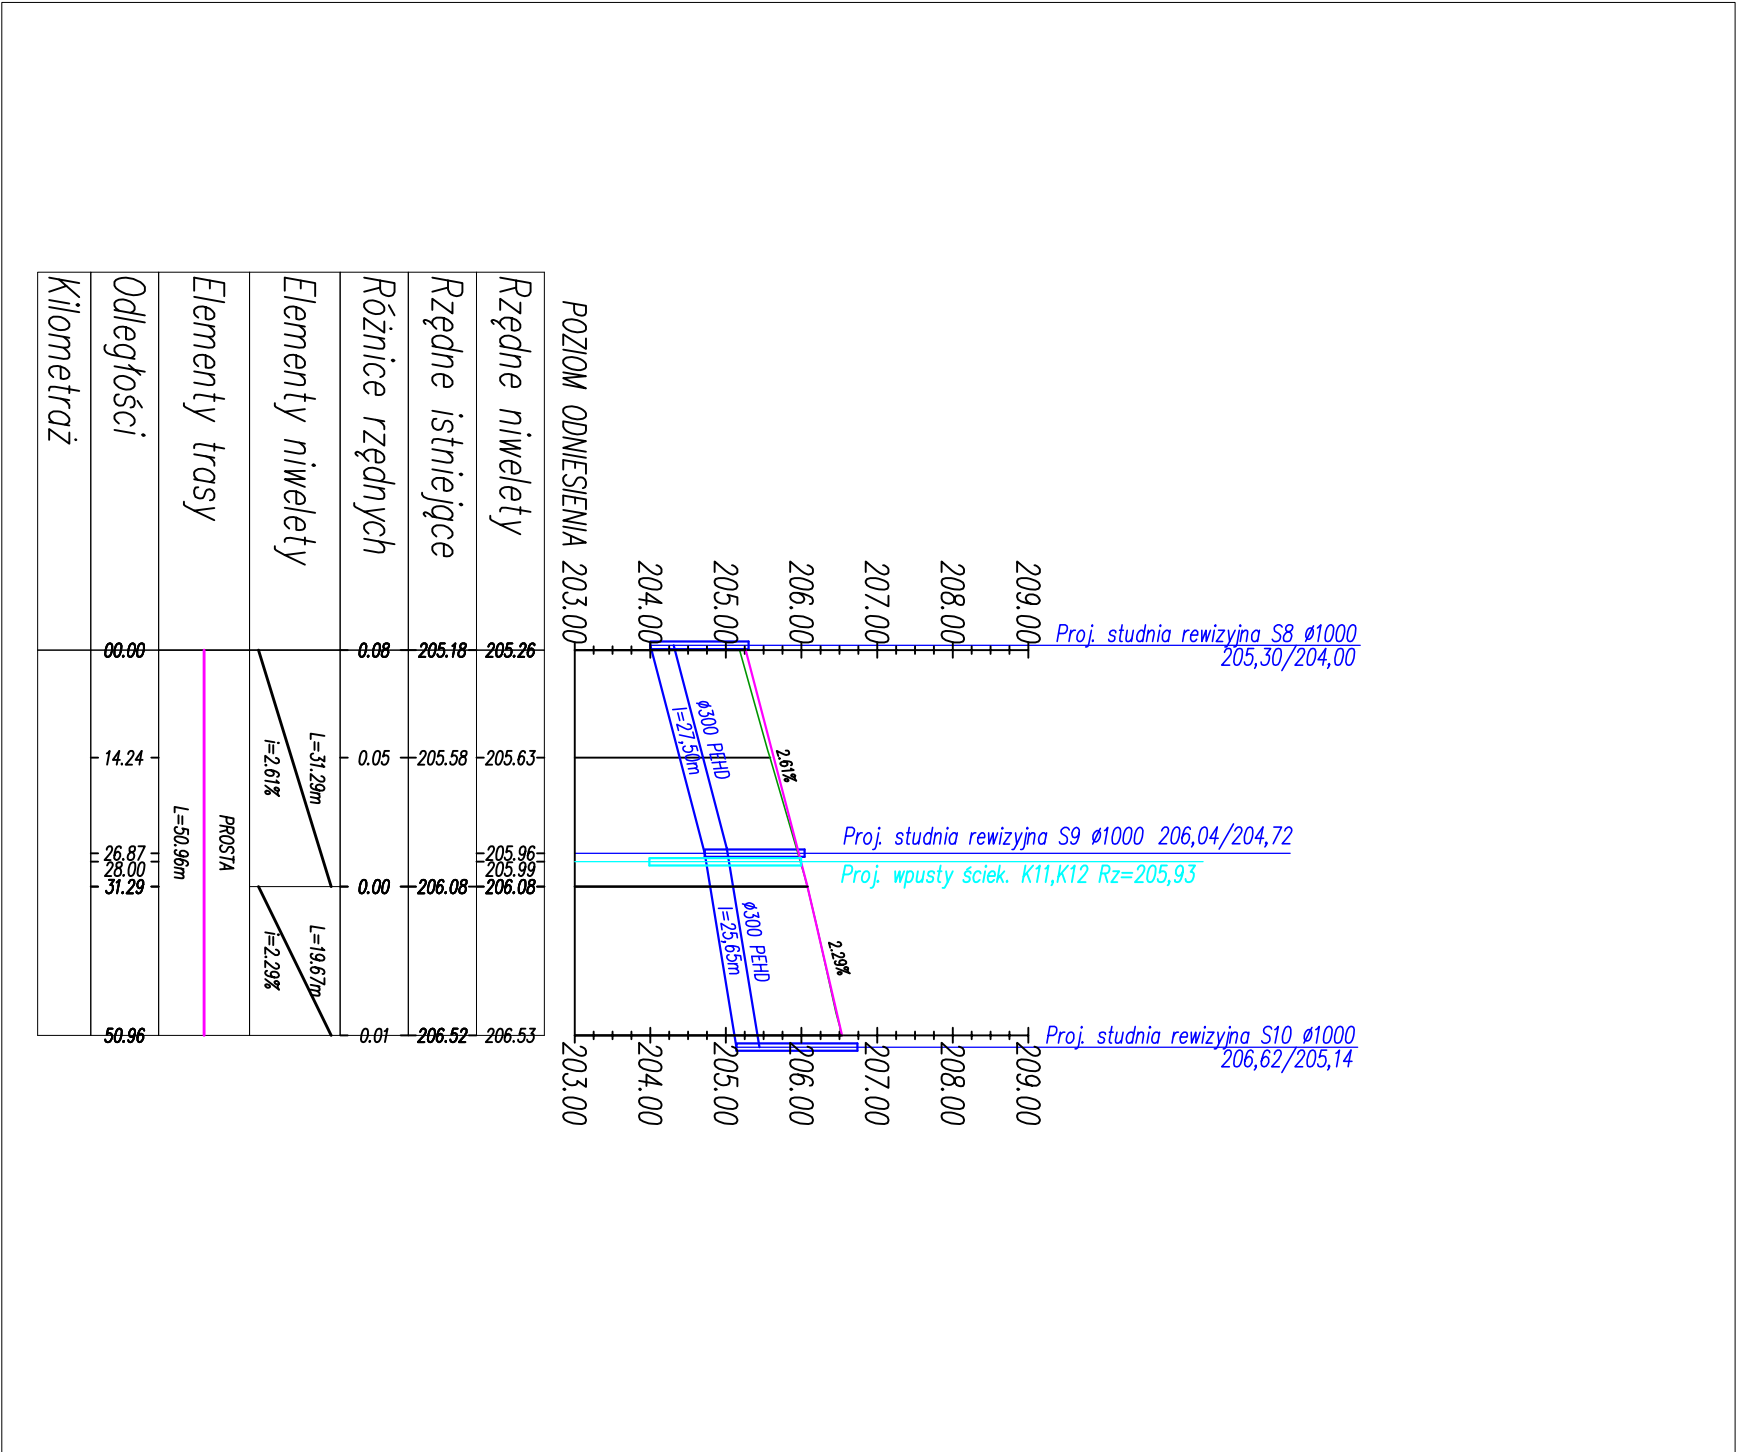 Proj. studnia rewizyjna S8 ø1000
205,30/204,00
Proj. studnia rewizyjna S9 ø1000 206,04/204,72
Proj. wpusty ściek. K11,K12 Rz=205,93
Proj. studnia rewizyjna S10 ø1000
206,62/205,14
209.00
208.00
207.00
206.00
205.00
204.00
POZIOM ODNIESIENIA 203.00
209.00
208.00
207.00
206.00
205.00
204.00
203.00
2.61%
2.29%
ø300 PEHD
l=27,50m
ø300 PEHD
l=25,65m
Rzędne niwelety
205.26
205.63
205.96
205.99
206.08
206.53
Rzędne istniejące
205.18
205.58
206.08
206.52
Różnice rzędnych
0.08
0.05
0.00
0.01
Elementy niwelety
L=31.29m
i=2.61%
L=19.67m
i=2.29%
Elementy trasy
PROSTA
L=50.96m
Odległości
00.00
14.24
26.87
28.00
31.29
50.96
Kilometraż